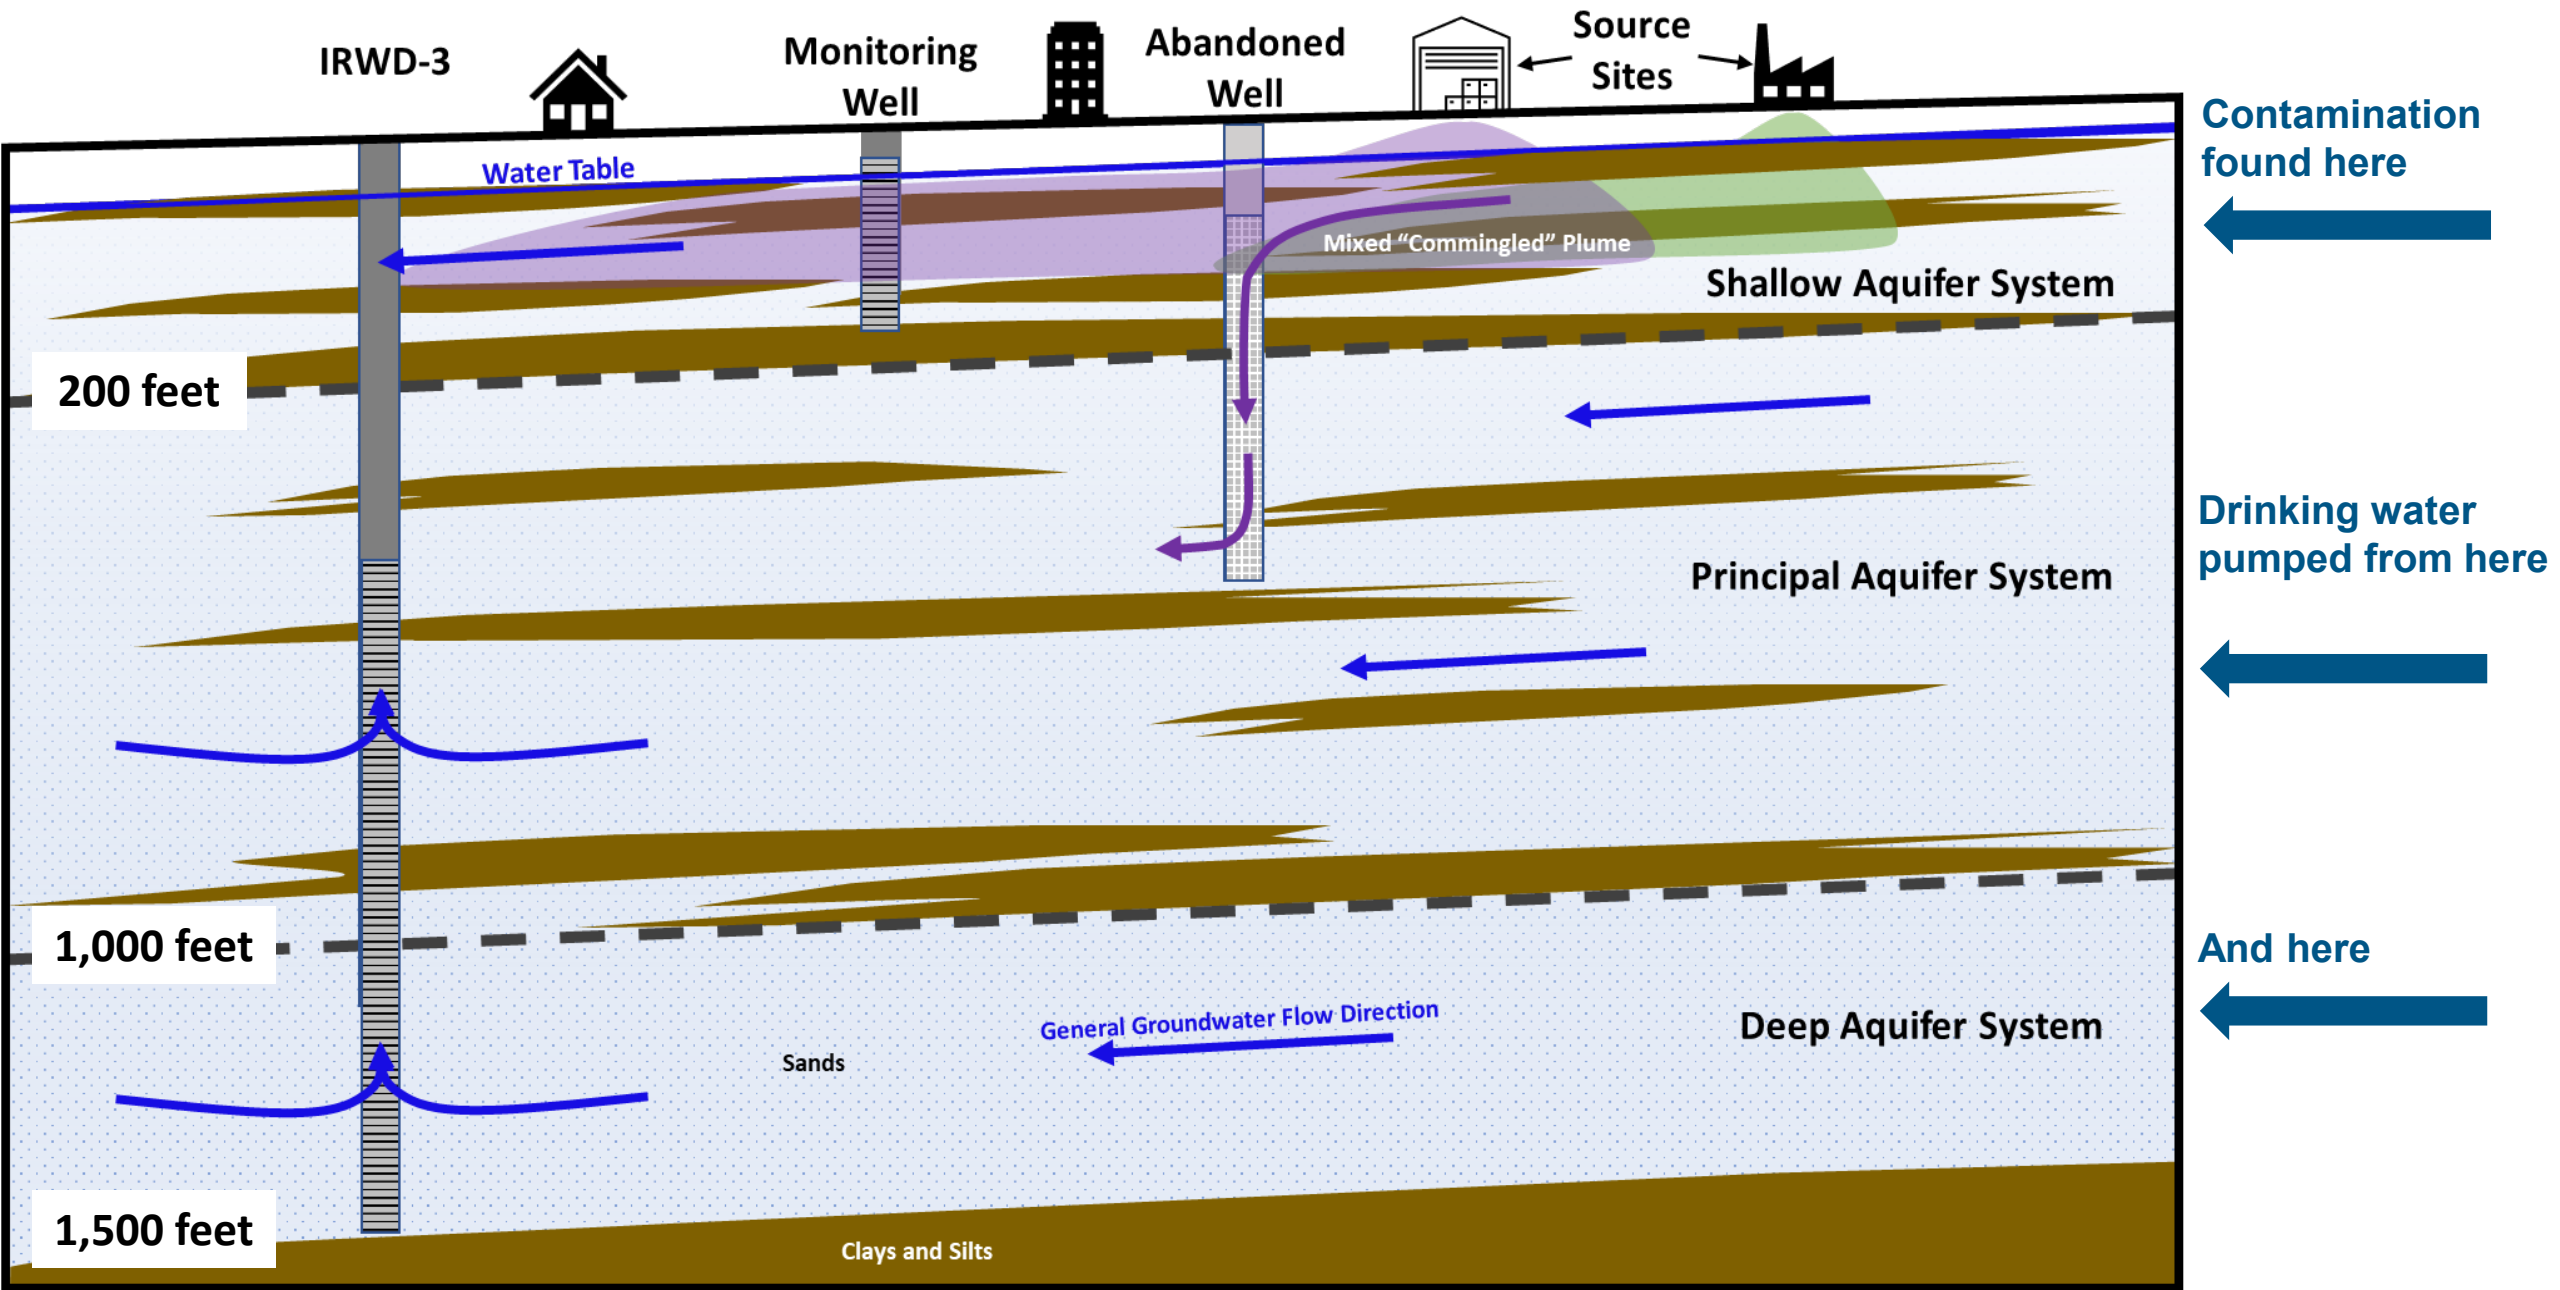 IRWD-3
Monitoring
Well
Abandoned
Well
Source
Sites
Contamination
found here
Water Table
Mixed “Commingled” Plume
Shallow Aquifer System
200 feet
Drinking water
pumped from here
Principal Aquifer System
1,000 feet
And here
General Groundwater Flow Direction
Deep Aquifer System
Sands
1,500 feet
Clays and Silts